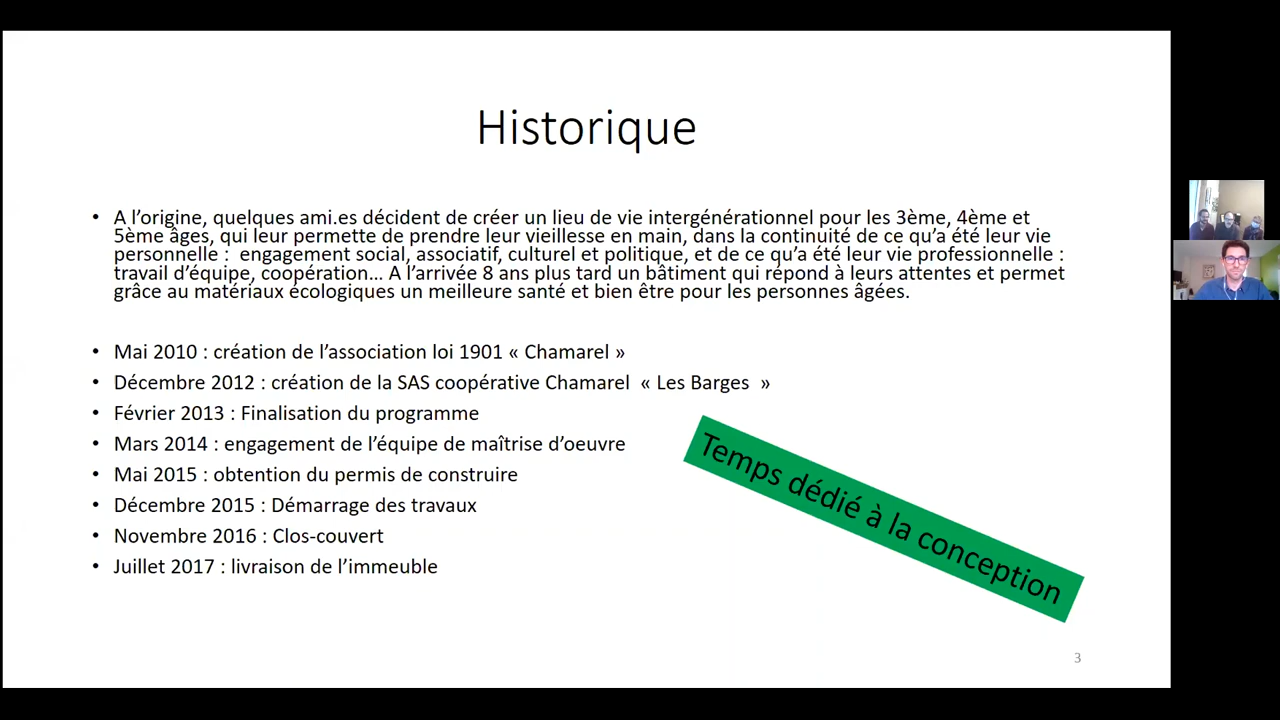 Historique
• A l’origine, quelques ami.es décident de créer un lieu de vie intergénérationnel pour les 3ème, 4ème et
5ème âges, qui leur permette de prendre leur vieillesse en main, dans la continuité de ce qu’a été leur vie
personnelle : engagement social, associatif, culturel et politique, et de ce qu’a été leur vie professionnelle :
travail d’équipe, coopération… A l’arrivée 8 ans plus tard un bâtiment qui répond à leurs attentes et permet
grâce au matériaux écologiques un meilleure santé et bien être pour les personnes âgées.
• Mai 2010 : création de l’association loi 1901 « Chamarel »
• Décembre 2012 : création de la SAS coopérative Chamarel « Les Barges »
• Février 2013 : Finalisation du programme
• Mars 2014 : engagement de l’équipe de maîtrise d’oeuvre
• Mai 2015 : obtention du permis de construire
• Décembre 2015 : Démarrage des travaux
• Novembre 2016 : Clos-couvert
• Juillet 2017 : livraison de l’immeuble
Temps dédié à la conception
3